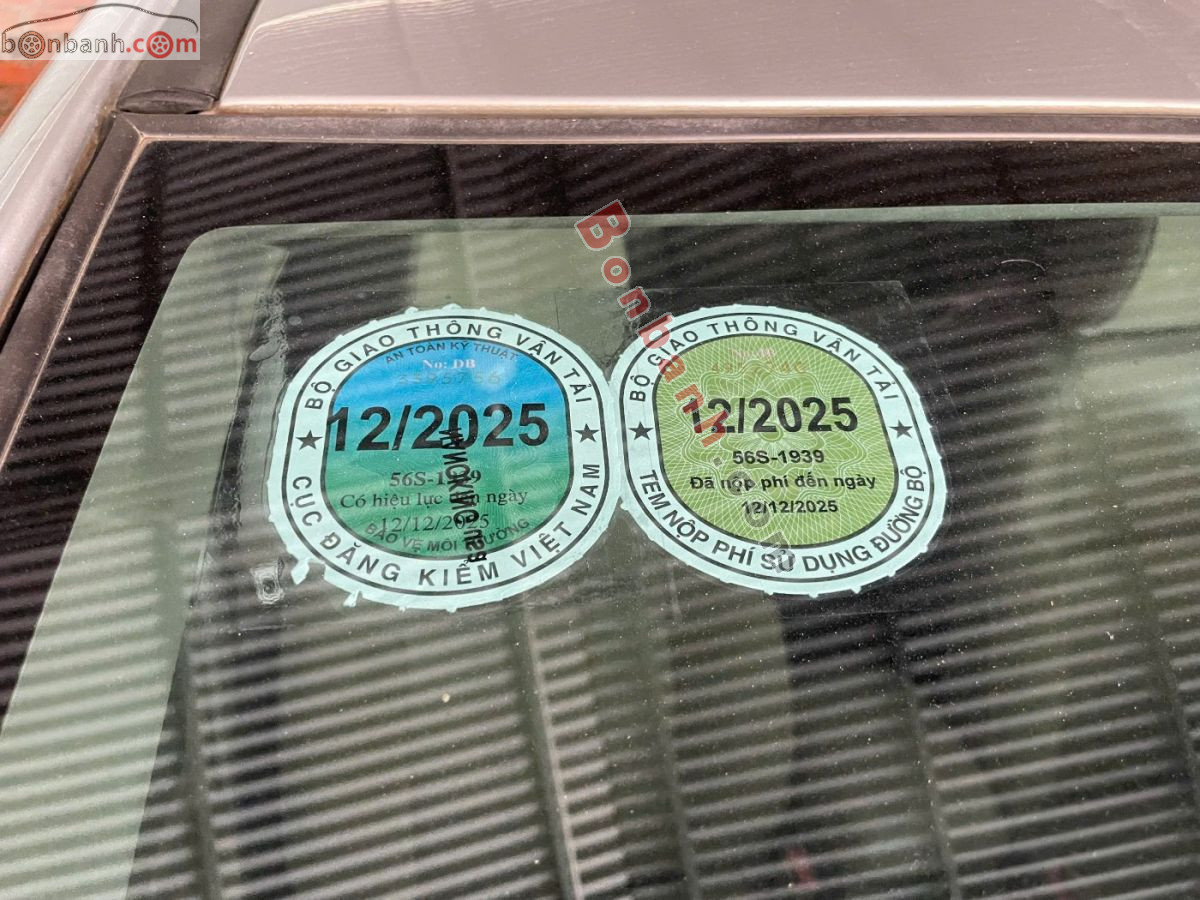 bonbanh.com
Bonbanh.com
BỘ GIAO THÔNG VẬN TẢI
AN TOÀN KỸ THUẬT
No: DB
12/2025
56S-1939
Có hiệu lực đến ngày
12/12/2025
BẢO VỆ MÔI TRƯỜNG
CỤC ĐĂNG KIỂM VIỆT NAM
BỘ GIAO THÔNG VẬN TẢI
12/2025
56S-1939
Đã nộp phí đến ngày
12/12/2025
TEM NỘP PHÍ SỬ DỤNG ĐƯỜNG BỘ